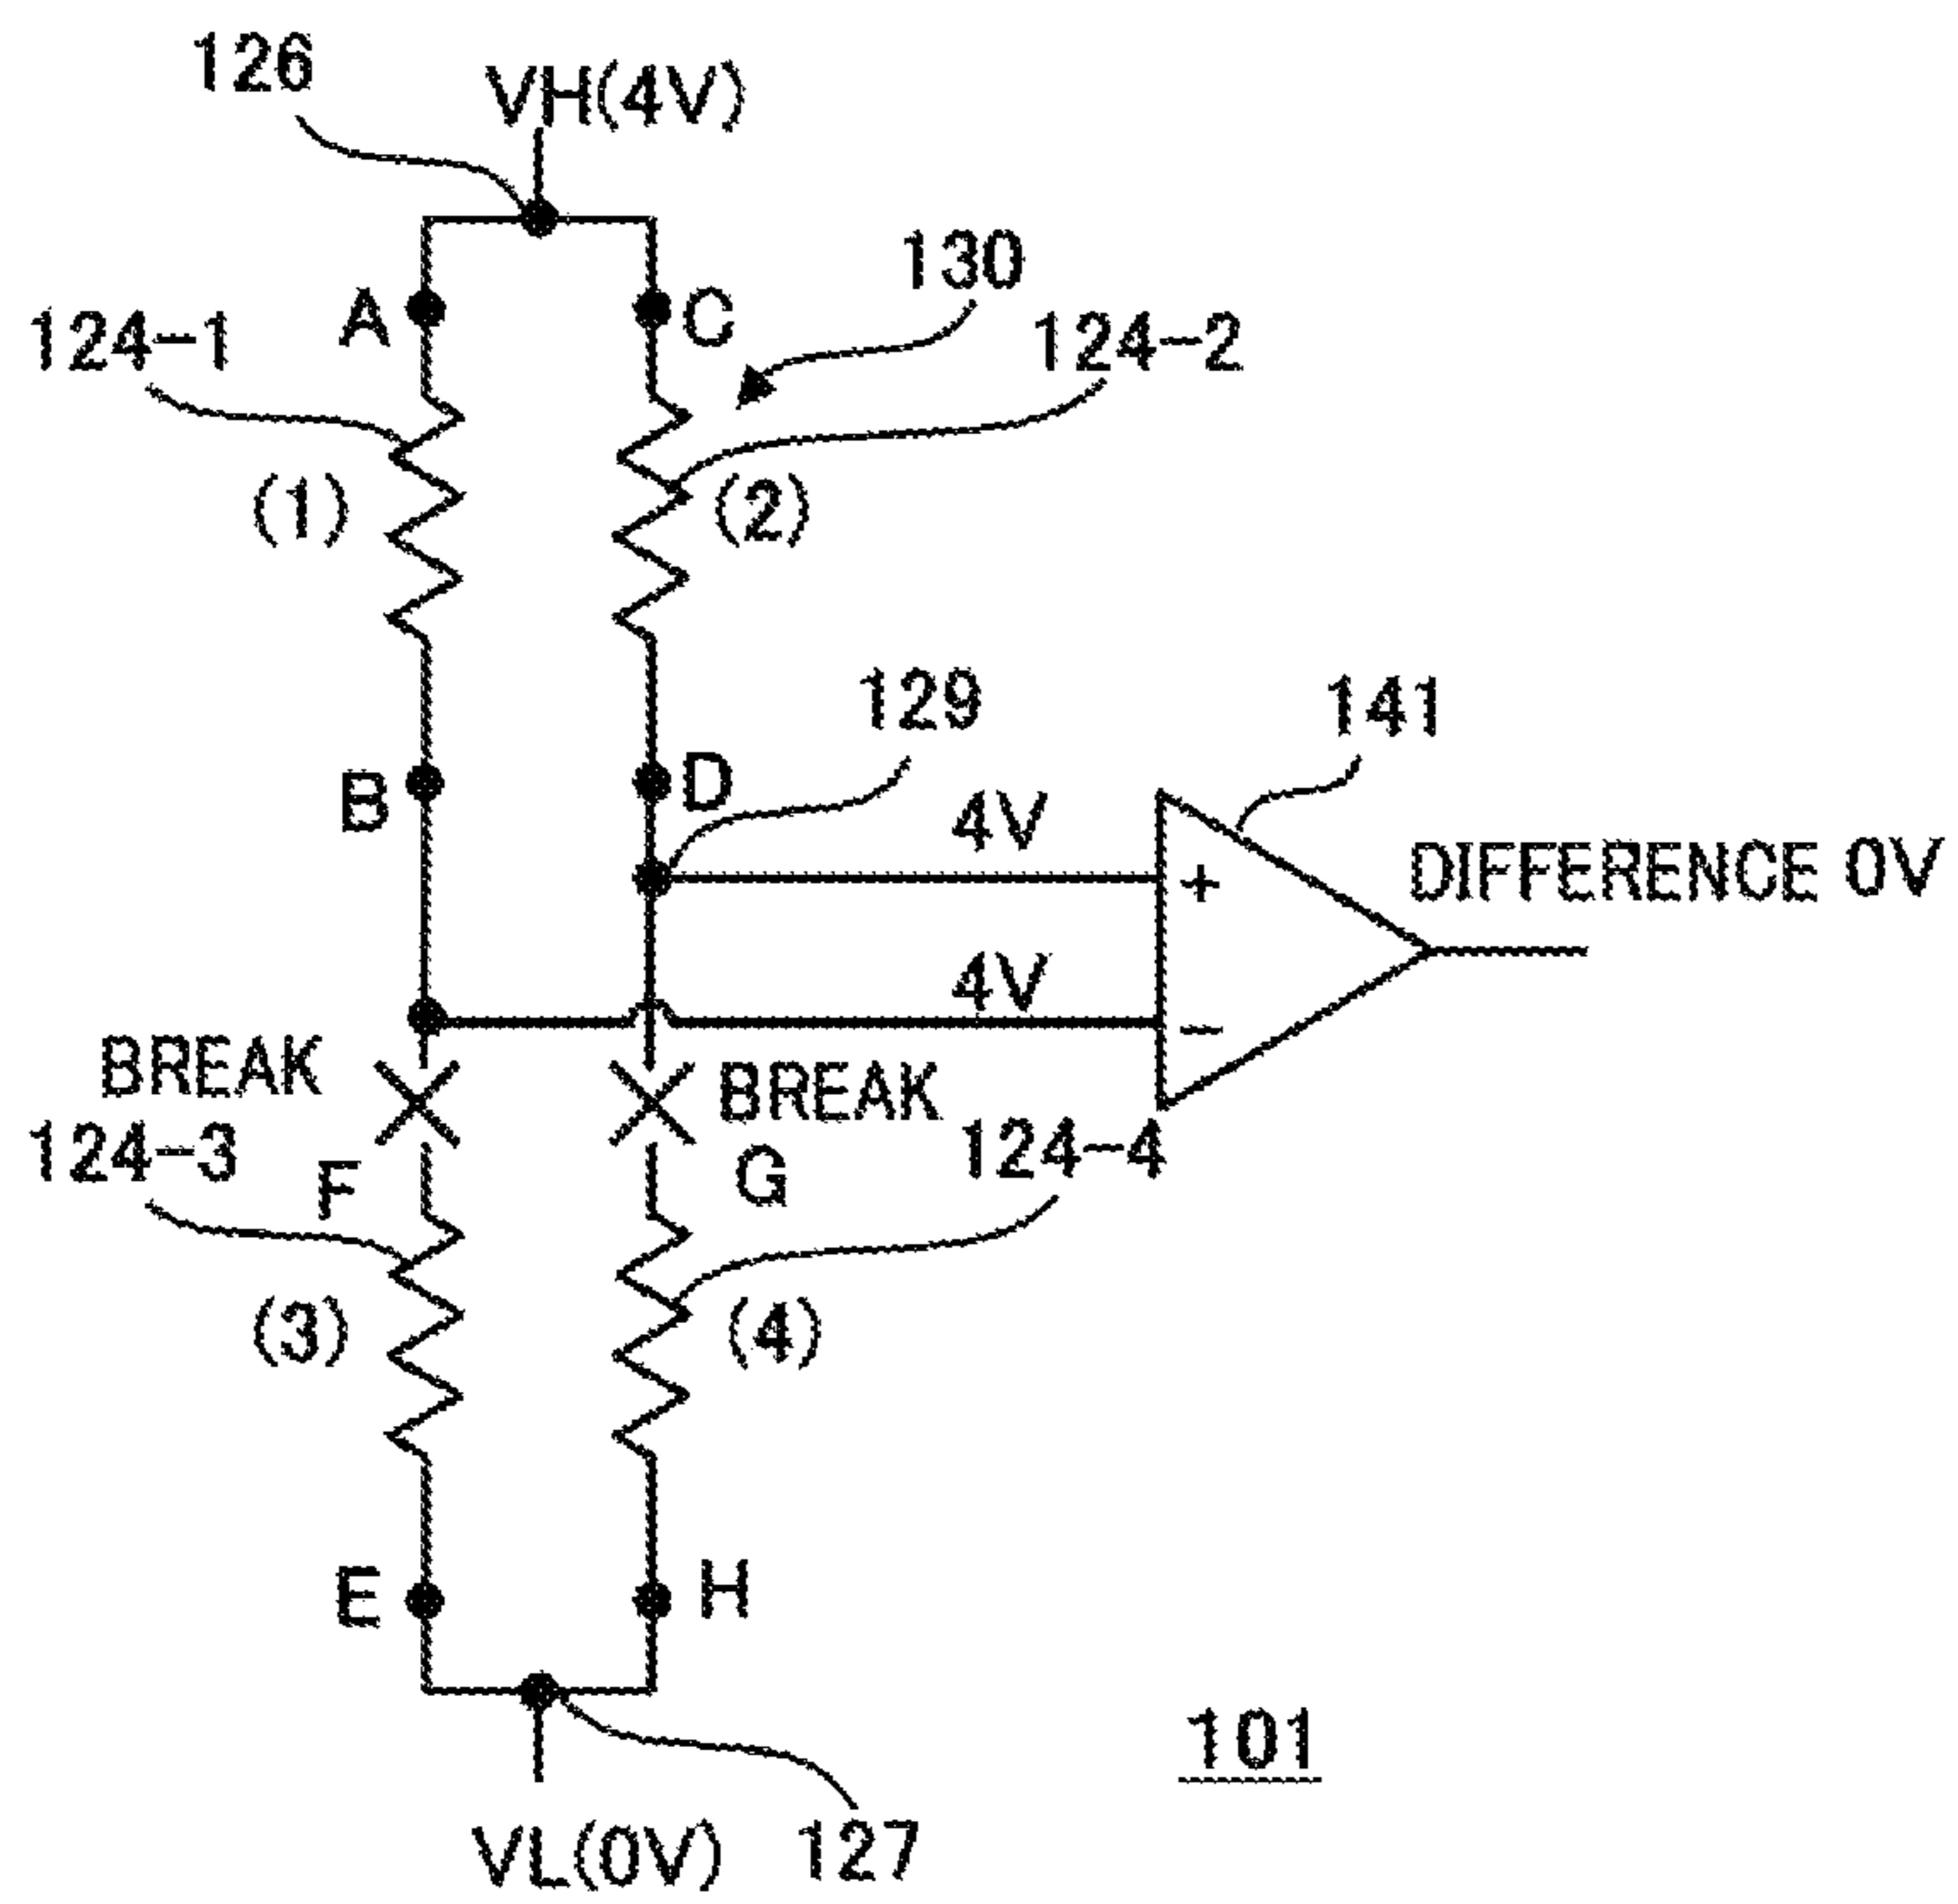 126
VH(4V)
130
A
C
124-1
124-2
(1)
(2)
129
141
B
D
4V
+
DIFFERENCE 0V
4V
-
BREAK
BREAK
124-3
F
G
124-4
(3)
(4)
E
H
101
VL(0V)
127